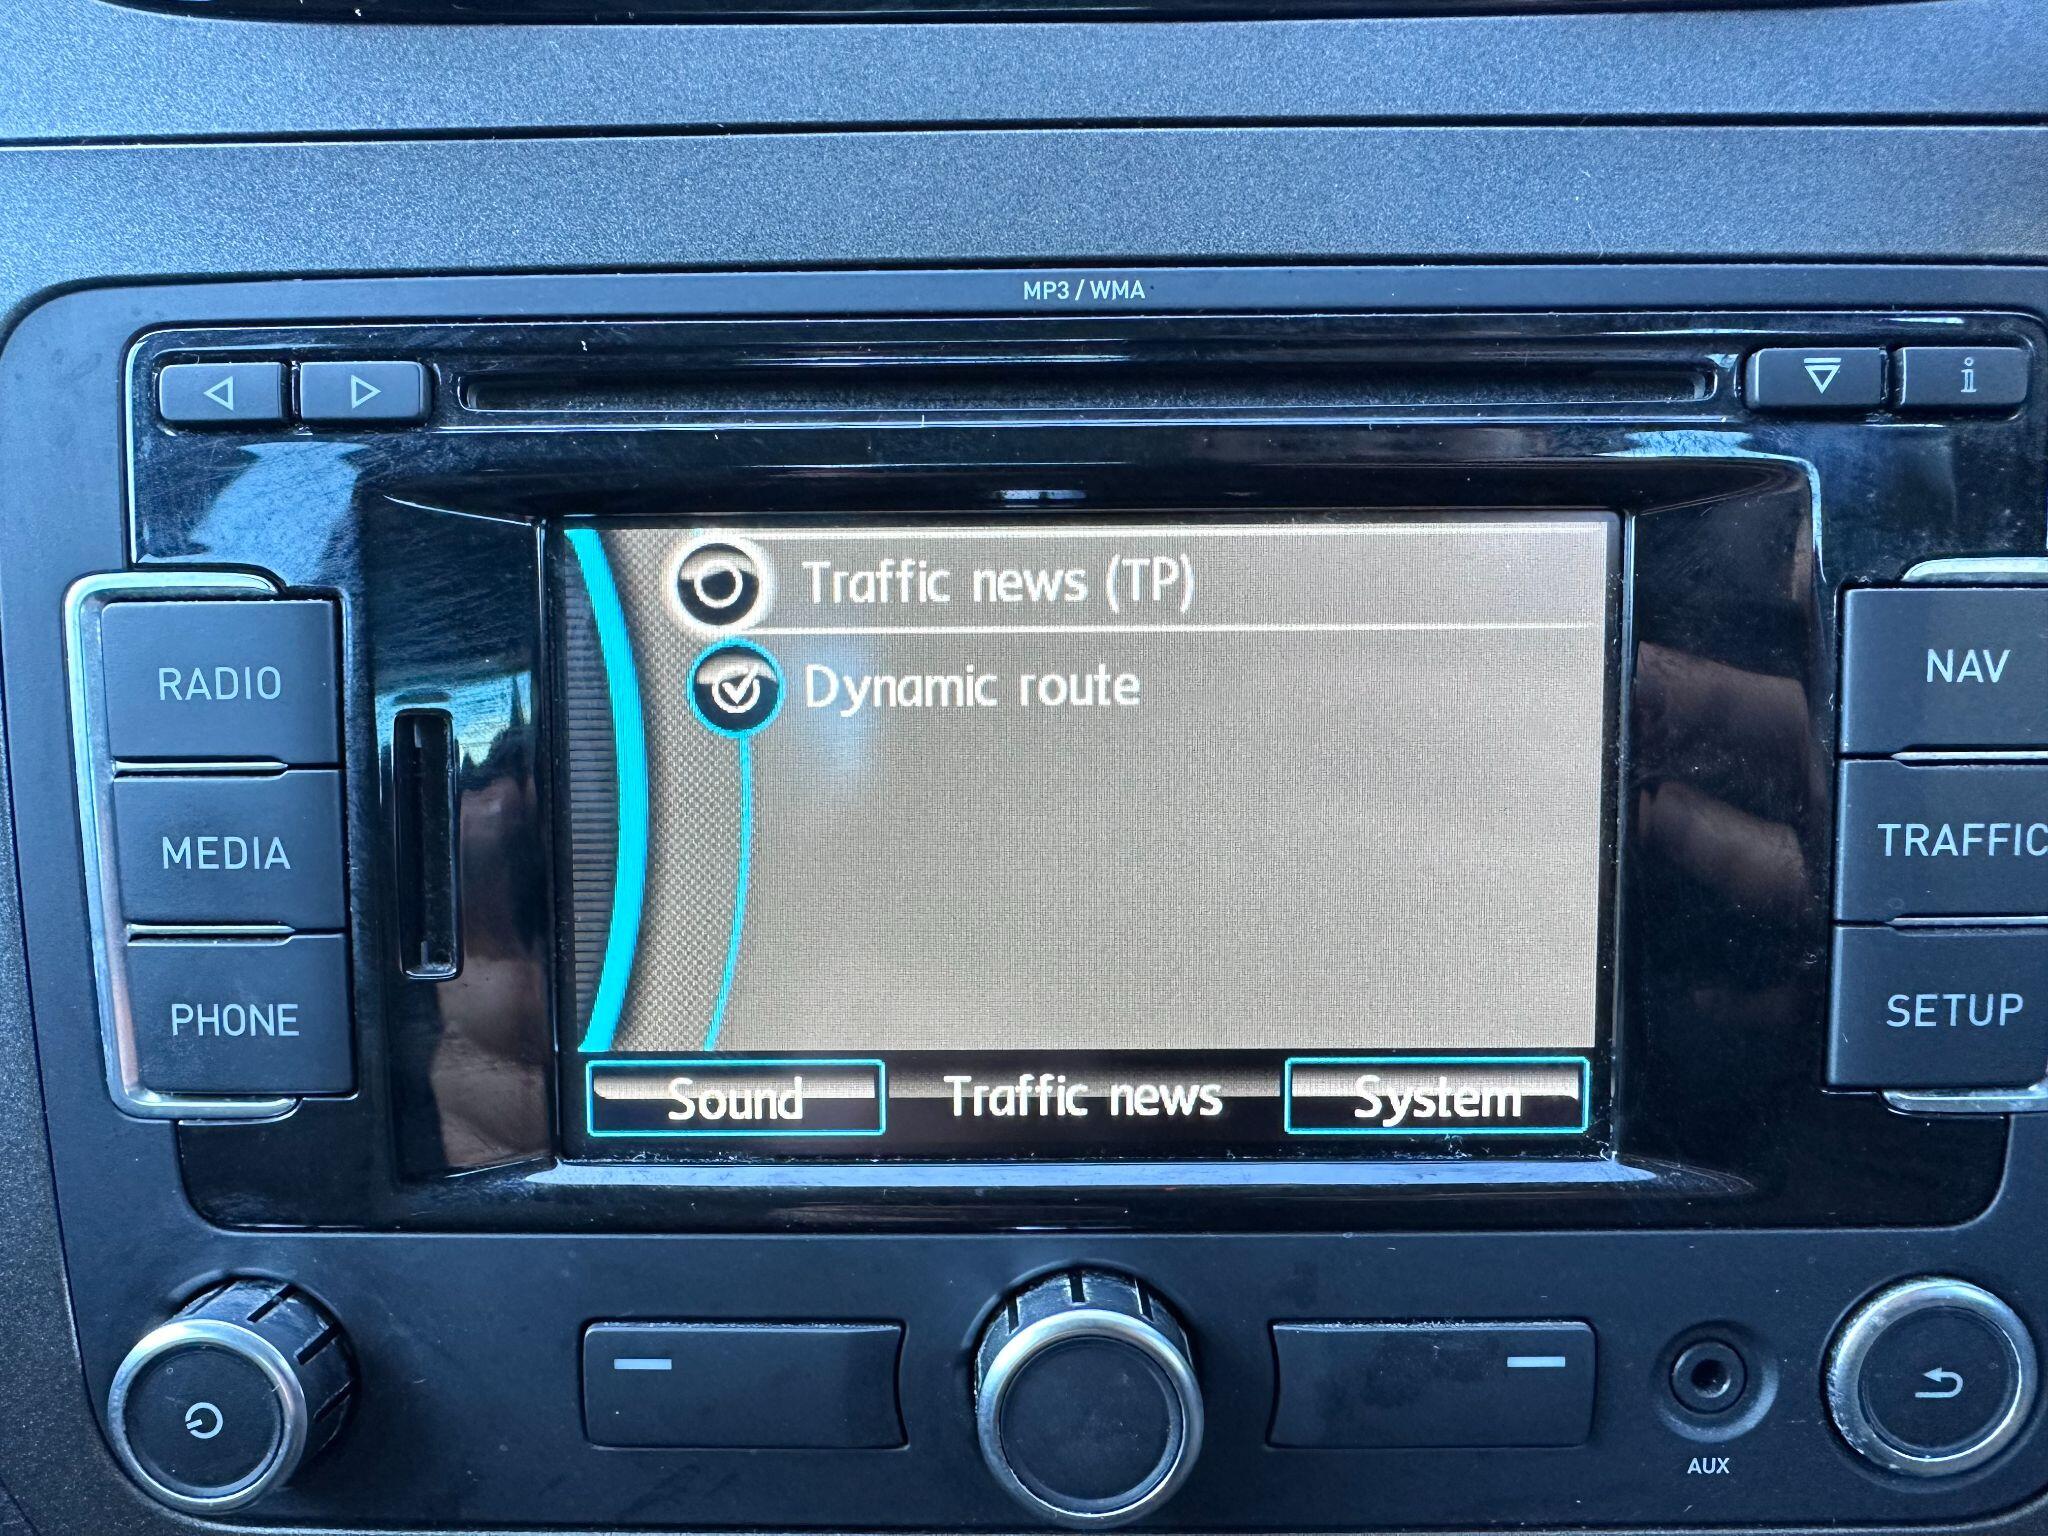 MP3 / WMA
i
RADIO
MEDIA
PHONE
Traffic news (TP)
Dynamic route
Sound
Traffic news
System
NAV
TRAFFIC
SETUP
AUX